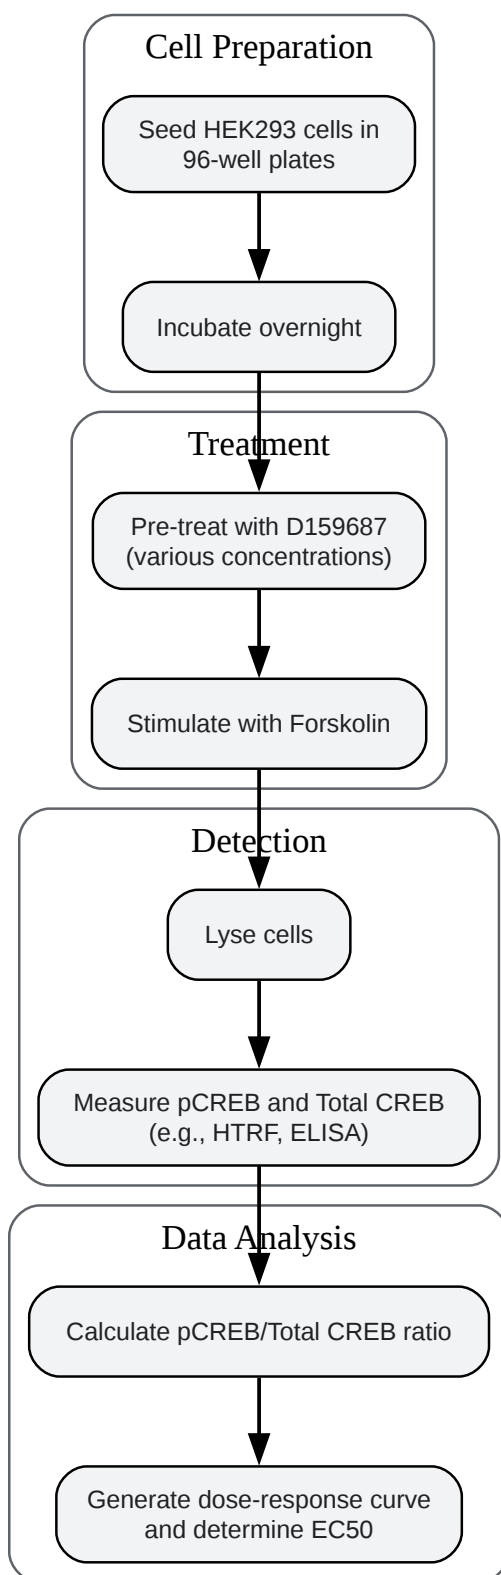 Cell Preparation
Seed HEK293 cells in
96-well plates
Incubate overnight
Treatment
Pre-treat with D159687
(various concentrations)
Stimulate with Forskolin
Detection
Lyse cells
Measure pCREB and Total CREB
(e.g., HTRF, ELISA)
Data Analysis
Calculate pCREB/Total CREB ratio
Generate dose-response curve
and determine EC50